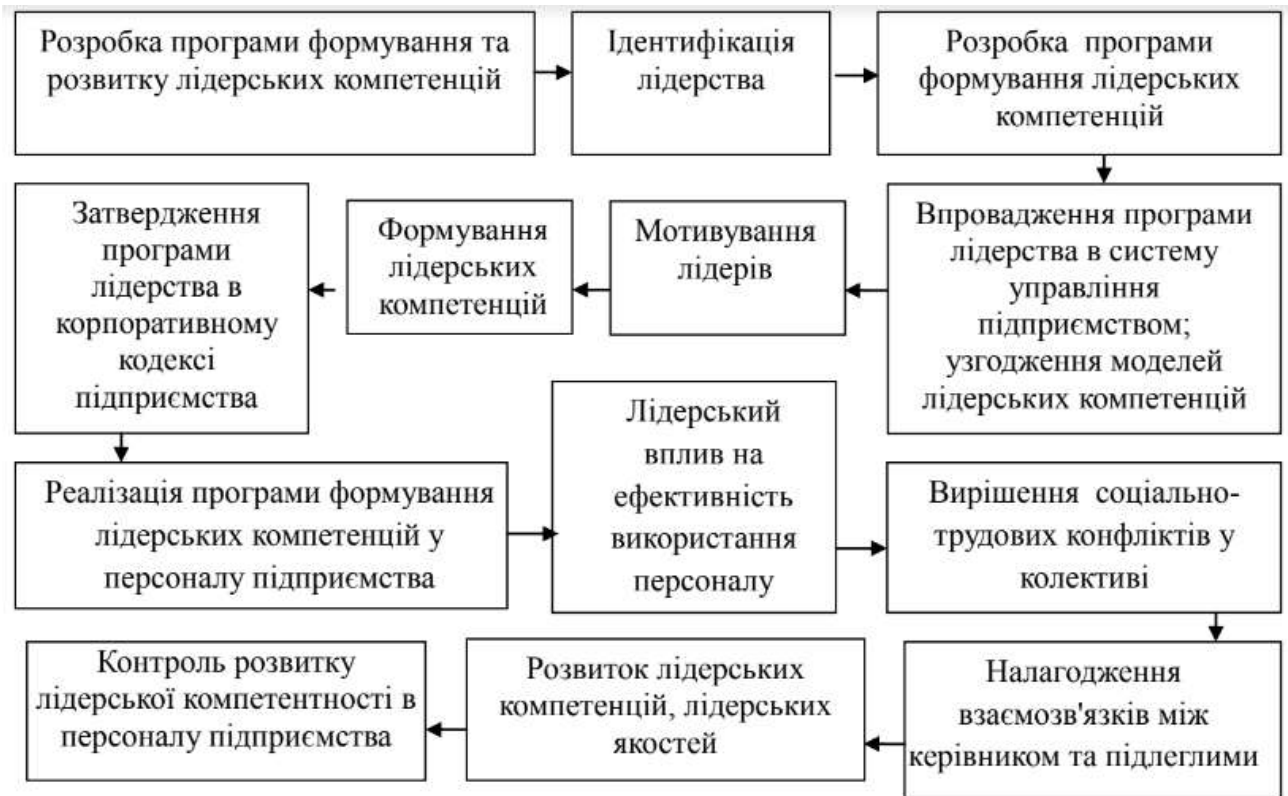 Розробка програми формування та
розвитку лідерських компетенцій
Ідентифікація
лідерства
Розробка програми
формування лідерських
компетенцій
Впровадження програми
лідерства в систему
управління
підприємством;
узгодження моделей
лідерських компетенцій
Мотивування
лідерів
Формування
лідерських
компетенцій
Затвердження
програми
лідерства в
корпоративному
кодексі
підприємства
Реалізація програми формування
лідерських компетенцій у
персоналу підприємства
Лідерський
вплив на
ефективність
використання
персоналу
Вирішення соціально-
трудових конфліктів у
колективі
Налагодження
взаємозв'язків між
керівником та підлеглими
Розвиток лідерських
компетенцій, лідерських
якостей
Контроль розвитку
лідерської компетентності в
персоналу підприємства